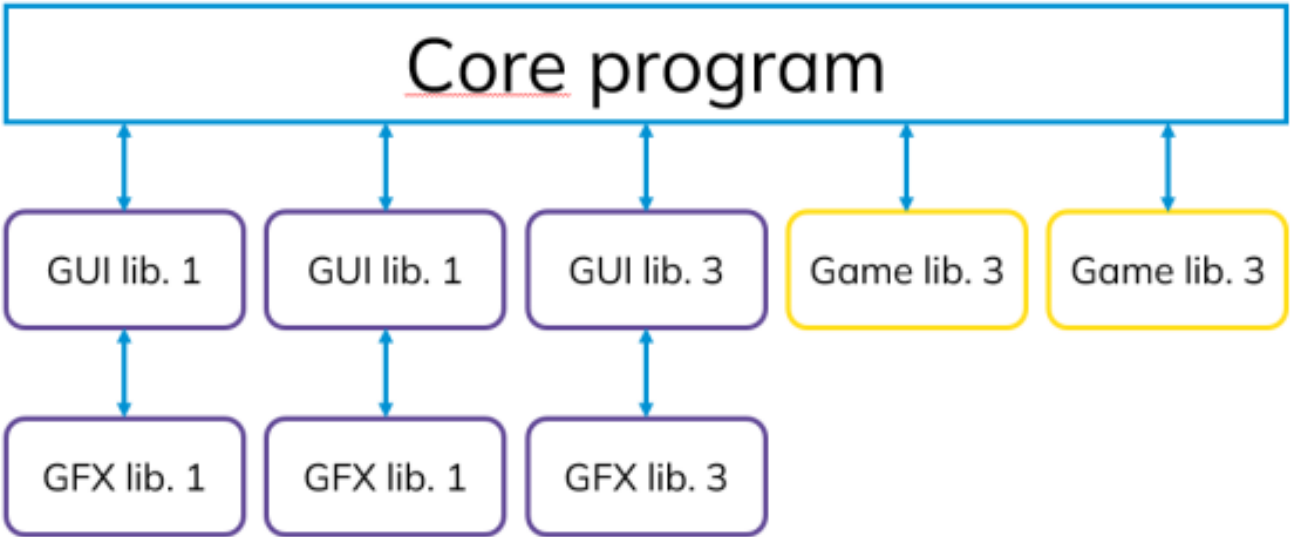 Core program
GUI lib. 1
GUI lib. 1
GUI lib. 3
Game lib. 3
Game lib. 3
GFX lib. 1
GFX lib. 1
GFX lib. 3